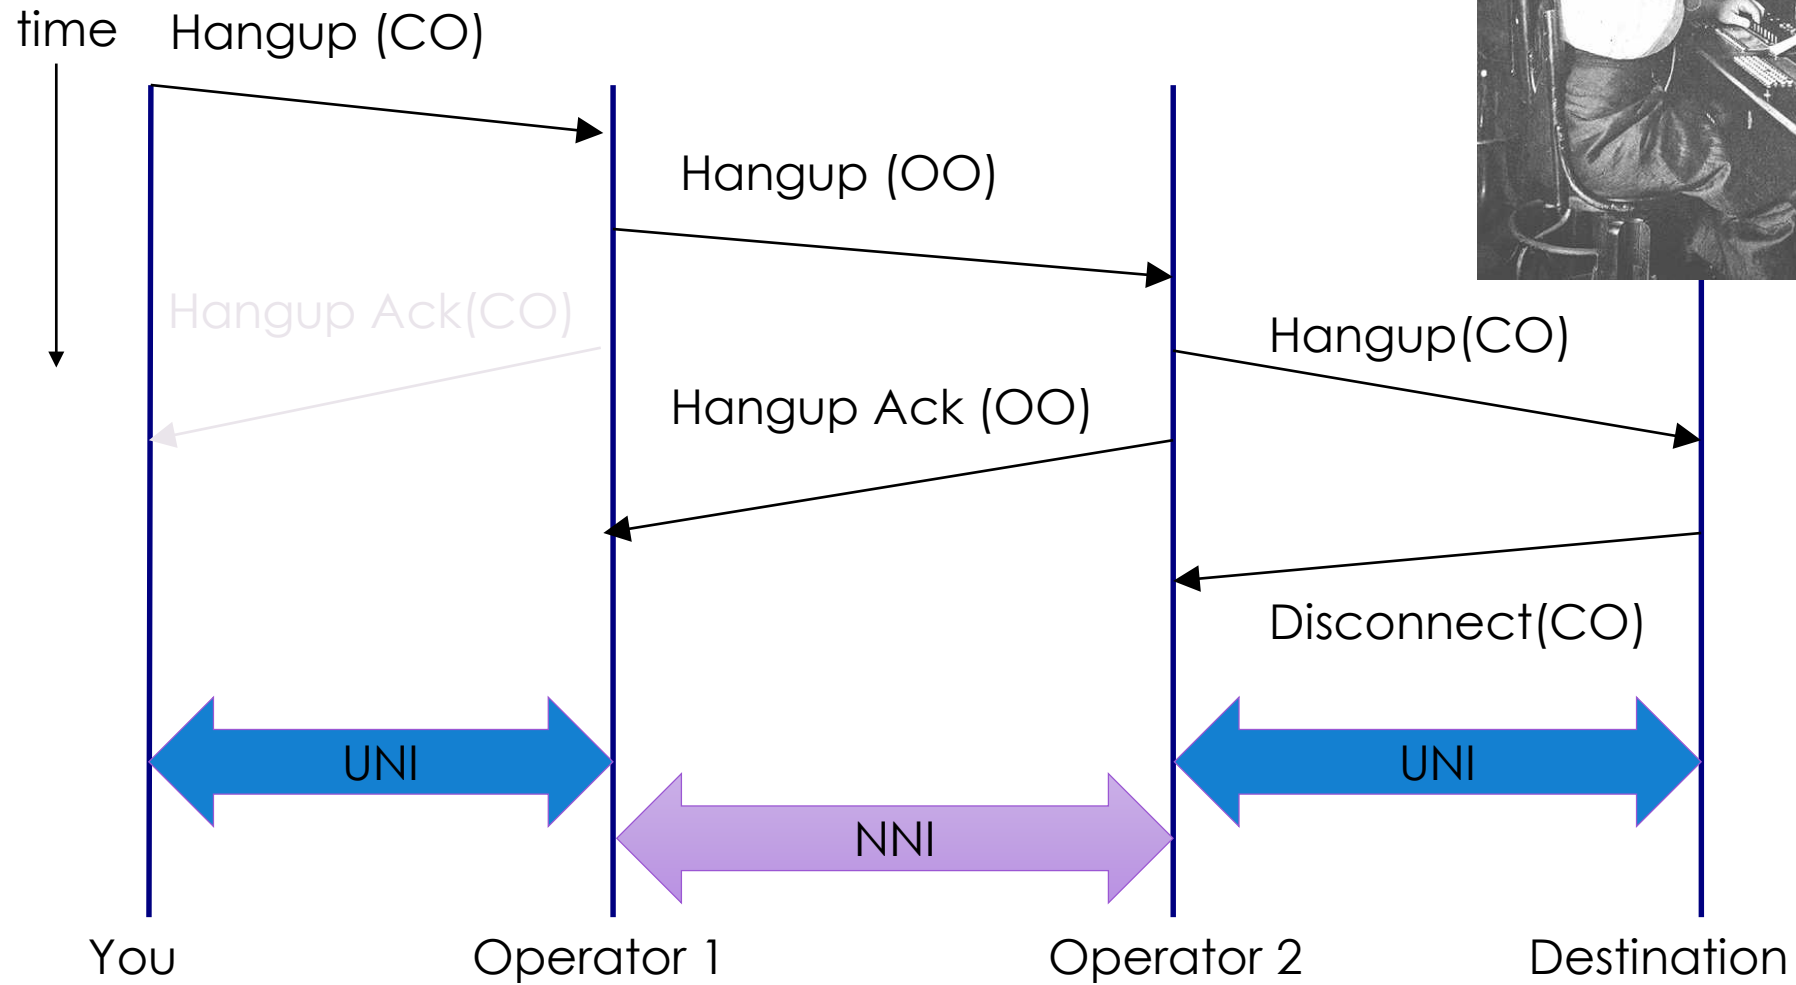 time
Hangup (CO)
Hangup (OO)
Hangup Ack(CO)
Hangup(CO)
Hangup Ack (OO)
Disconnect(CO)
UNI
UNI
NNI
You
Operator 1
Operator 2
Destination